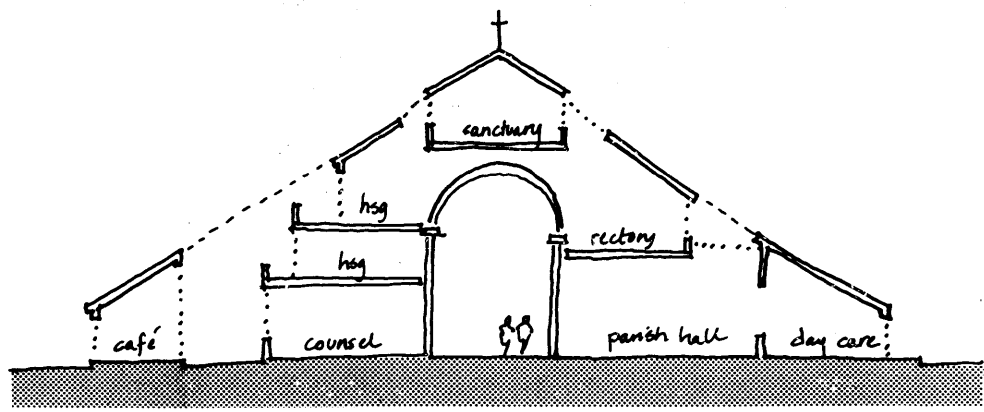 sanctuary
hsg
rectory
hsg
café
counsel
parish hall
day care